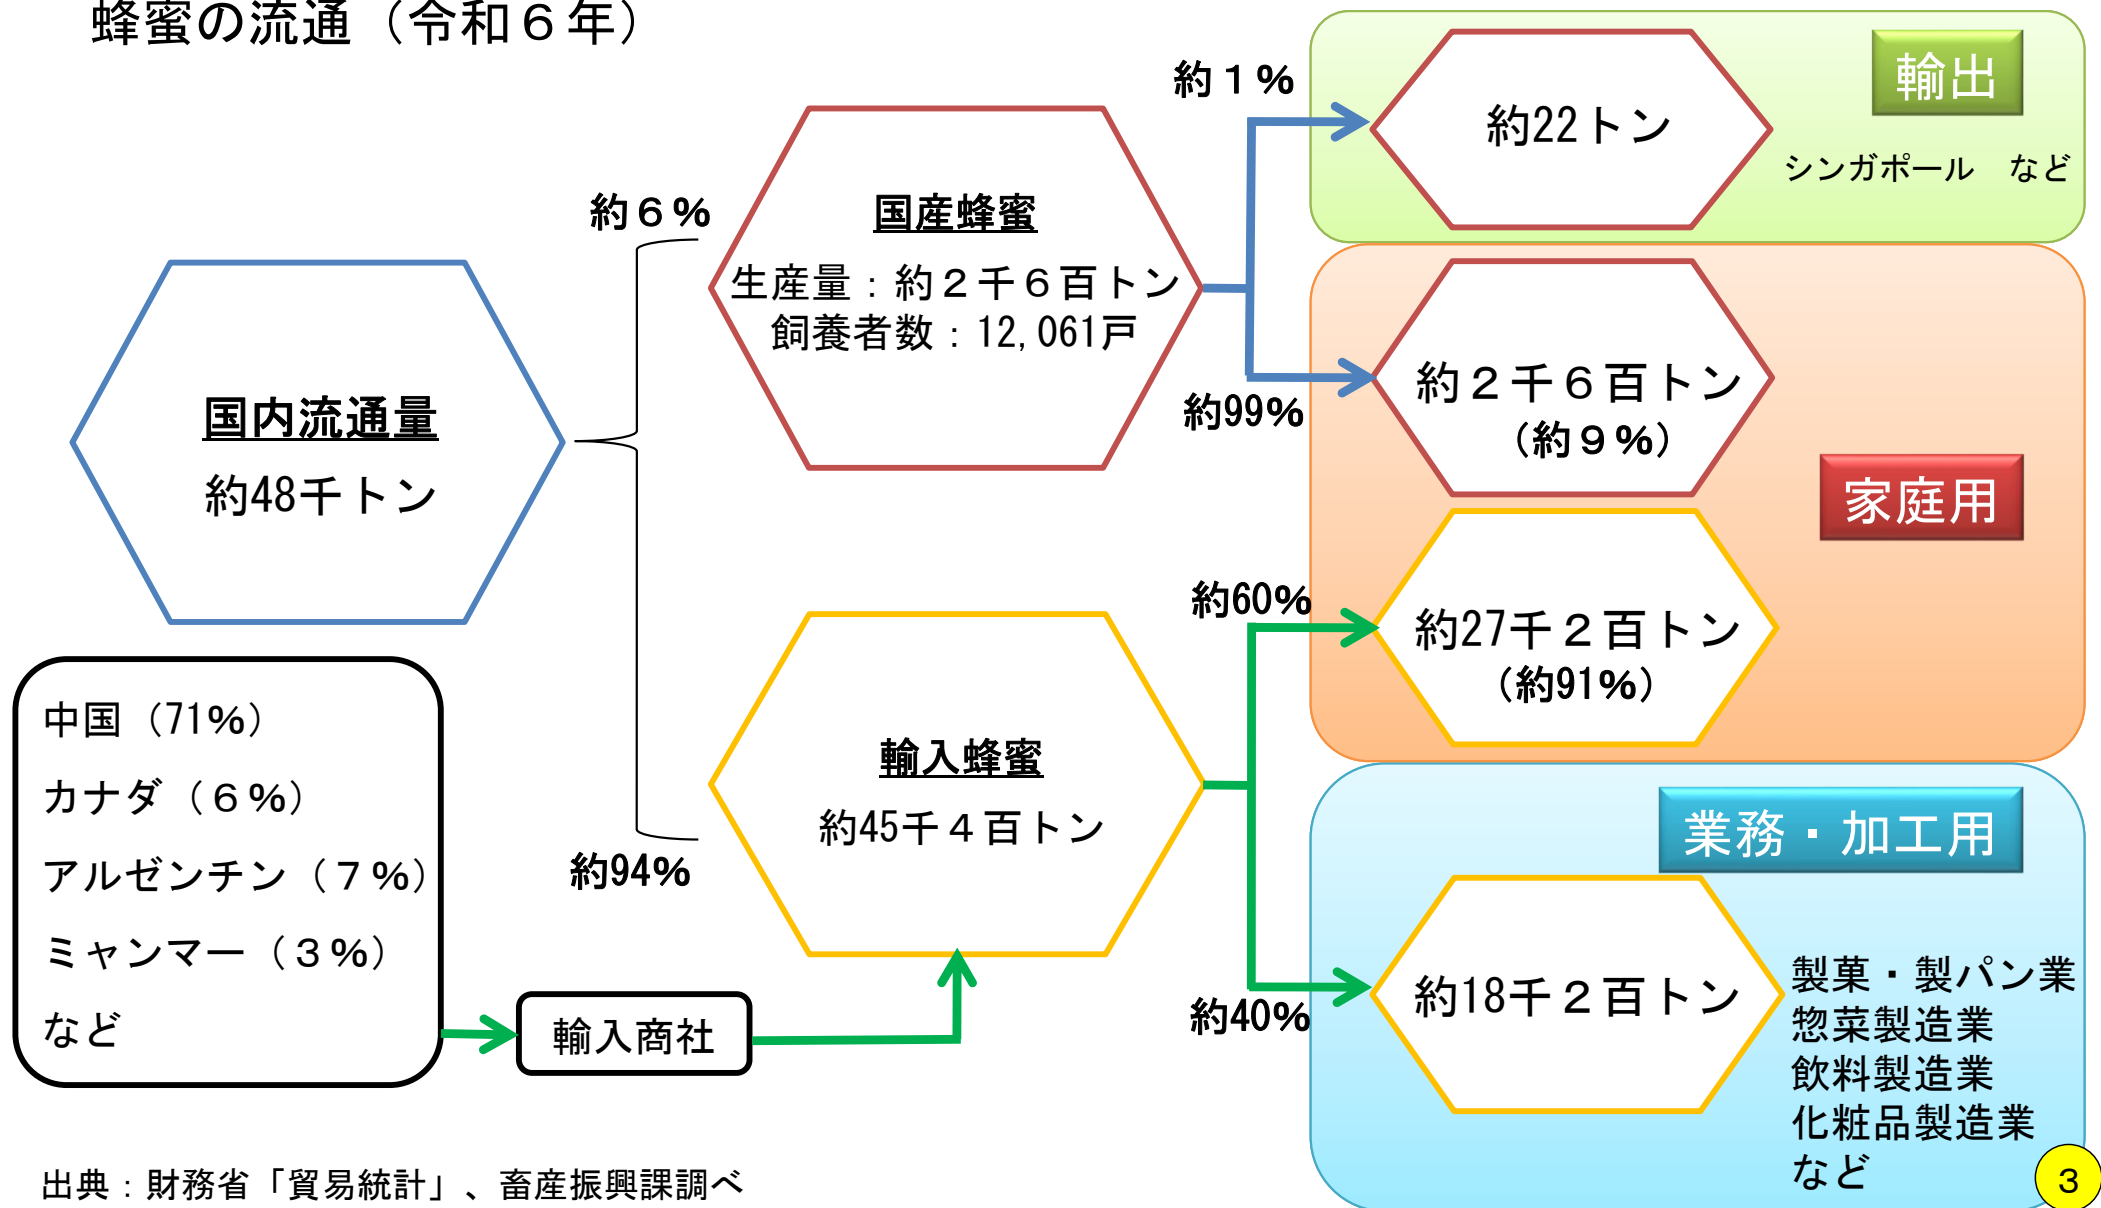 蜂蜜の流通（令和６年）
国内流通量
約48千トン
約６％
国産蜂蜜
生産量：約２千６百トン
飼養者数：12,061戸
約１％
約22トン
輸出
シンガポール　など
約99％
約２千６百トン
（約９％）
家庭用
約60％
約27千２百トン
（約91％）
約94％
輸入蜂蜜
約45千４百トン
約40％
業務・加工用
約18千２百トン
製菓・製パン業
惣菜製造業
飲料製造業
化粧品製造業
など
中国（71％）
カナダ（６％）
アルゼンチン（７％）
ミャンマー（３％）
など
輸入商社
出典：財務省「貿易統計」、畜産振興課調べ
3